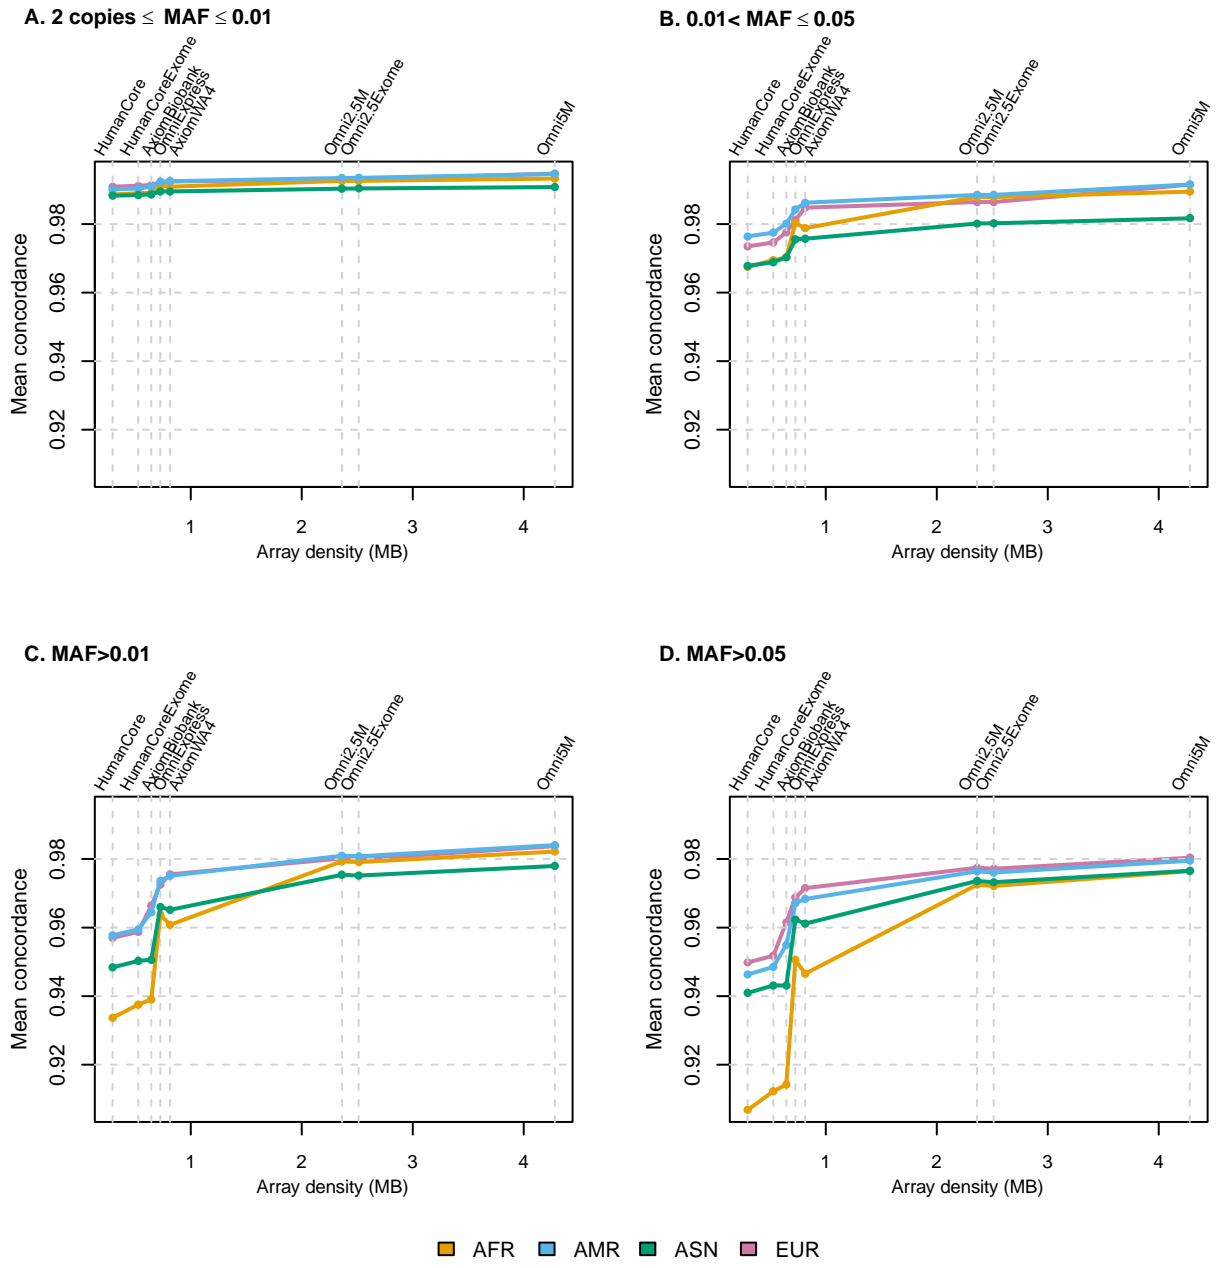 A. 2 copies ≤ MAF ≤ 0.01
HumanCore
HumanCoreExome
AxiomBiobank
OmniExpress
AxiomWA4
Omni2.5M
Omni2.5Exome
Omni5M
Mean concordance
0.98
0.96
0.94
0.92
1 2 3 4
Array density (MB)
B. 0.01< MAF ≤ 0.05
HumanCore
HumanCoreExome
AxiomBiobank
OmniExpress
AxiomWA4
Omni2.5M
Omni2.5Exome
Omni5M
Mean concordance
0.98
0.96
0.94
0.92
1 2 3 4
Array density (MB)
C. MAF>0.01
HumanCore
HumanCoreExome
AxiomBiobank
OmniExpress
AxiomWA4
Omni2.5M
Omni2.5Exome
Omni5M
Mean concordance
0.98
0.96
0.94
0.92
1 2 3 4
Array density (MB)
D. MAF>0.05
HumanCore
HumanCoreExome
AxiomBiobank
OmniExpress
AxiomWA4
Omni2.5M
Omni2.5Exome
Omni5M
Mean concordance
0.98
0.96
0.94
0.92
1 2 3 4
Array density (MB)
AFR AMR ASN EUR